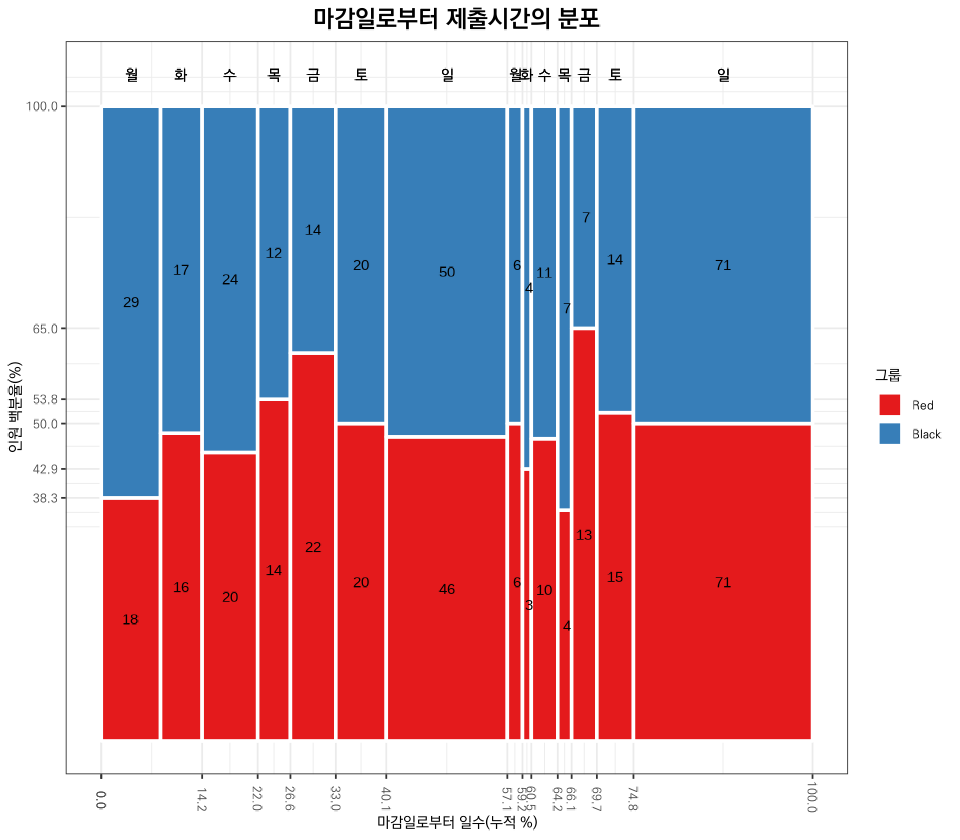 마감일로부터 제출시간의 분포
월 화 수 목 금 토 일 월 화 수 목 금 토 일
100.0
65.0
53.8
50.0
42.9
38.3
인원 백분율(%)
29 17 24 12 14 20 50 6 4 11 7 7 14 71
18 16 20 14 22 20 46 6 3 10 4 13 15 71
그룹
Red
Black
0.0 14.2 22.0 26.6 33.0 40.1 57.1 59.2 60.5 64.2 66.1 69.7 74.8 100.0
마감일로부터 일수(누적 %)